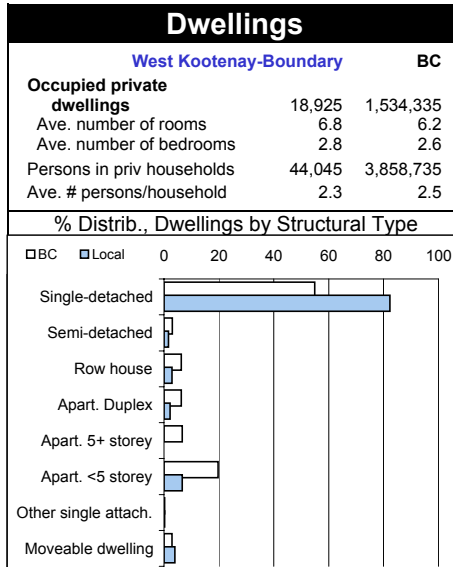 Dwellings
West Kootenay-Boundary BC
Occupied private
dwellings 18,925 1,534,335
Ave. number of rooms 6.8 6.2
Ave. number of bedrooms 2.8 2.6
Persons in priv households 44,045 3,858,735
Ave. # persons/household 2.3 2.5
% Distrib., Dwellings by Structural Type
BC Local 0 20 40 60 80 100
Single-detached
Semi-detached
Row house
Apart. Duplex
Apart. 5+ storey
Apart. <5 storey
Other single attach.
Moveable dwelling